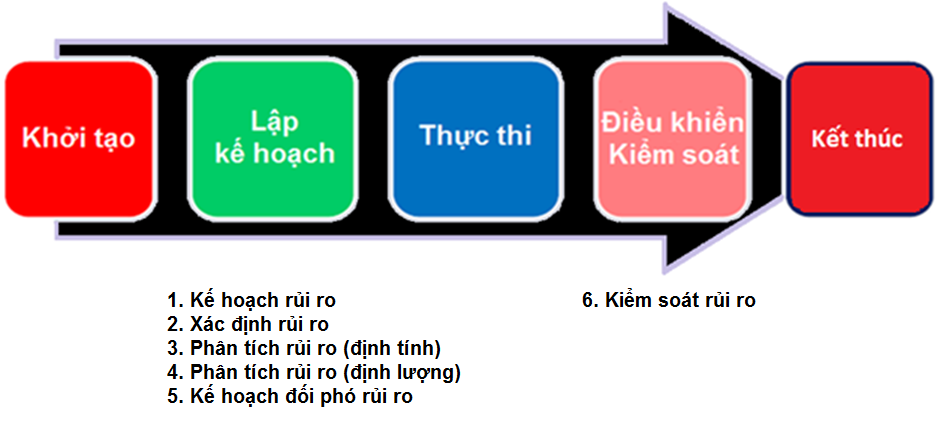 Khởi tạo
Lập
kế hoạch
Thực thi
Điều khiển
Kiểm soát
Kết thúc
1. Kế hoạch rủi ro
2. Xác định rủi ro
3. Phân tích rủi ro (định tính)
4. Phân tích rủi ro (định lượng)
5. Kế hoạch đối phó rủi ro
6. Kiểm soát rủi ro